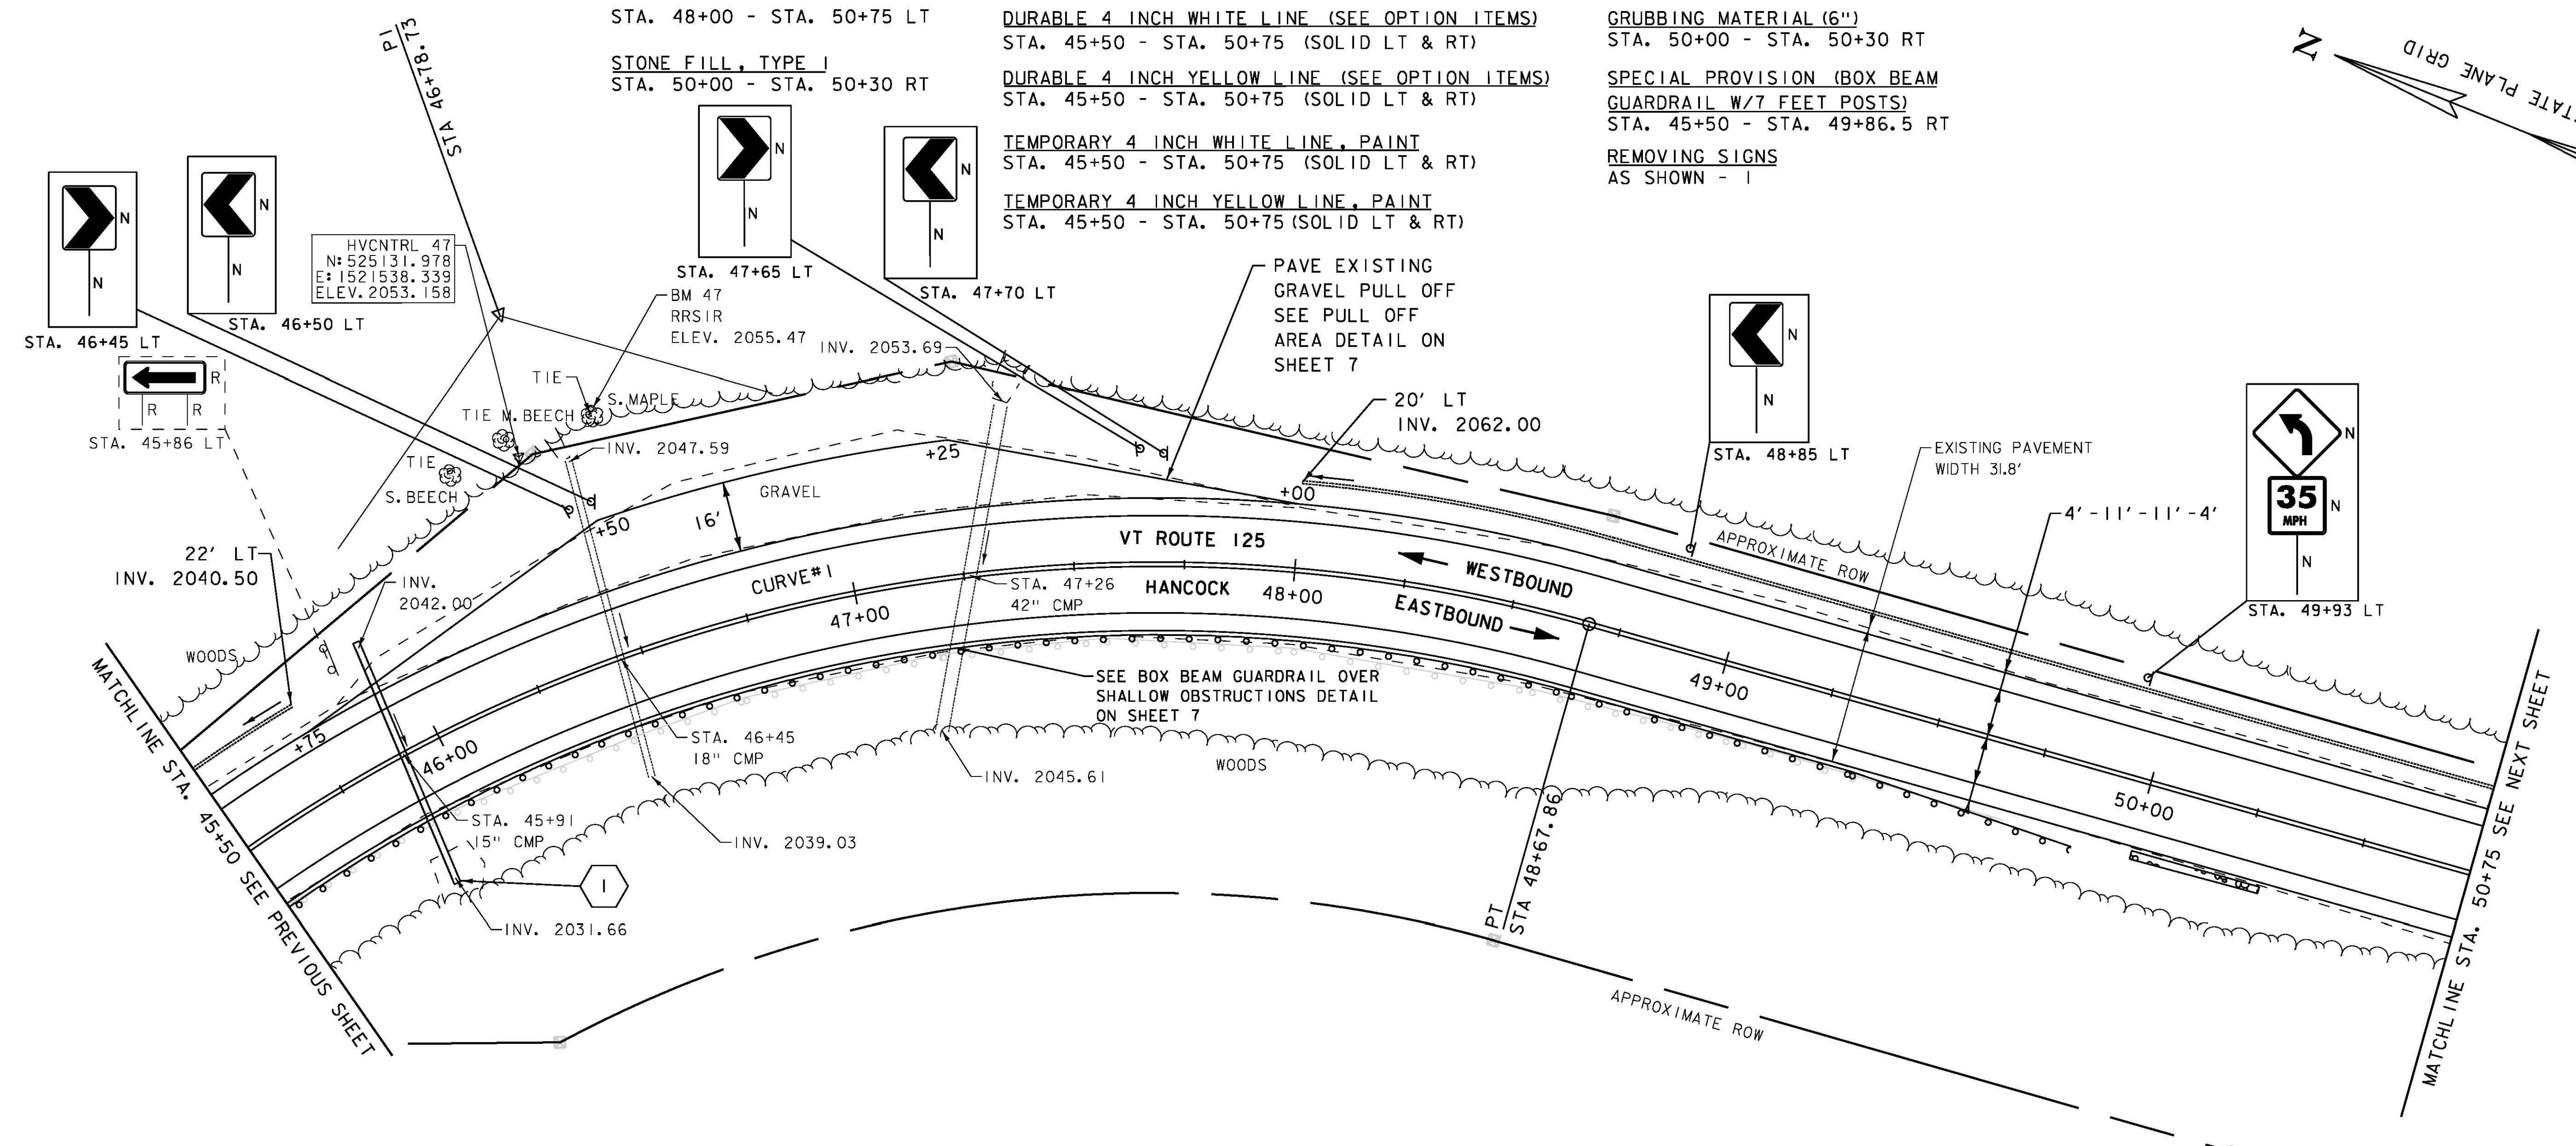 STA. 48+00 - STA. 50+75 LT
STONE FILL, TYPE I
STA. 50+00 - STA. 50+30 RT
DURABLE 4 INCH WHITE LINE (SEE OPTION ITEMS)
STA. 45+50 - STA. 50+75 (SOLID LT & RT)
DURABLE 4 INCH YELLOW LINE (SEE OPTION ITEMS)
STA. 45+50 - STA. 50+75 (SOLID LT & RT)
TEMPORARY 4 INCH WHITE LINE, PAINT
STA. 45+50 - STA. 50+75 (SOLID LT & RT)
TEMPORARY 4 INCH YELLOW LINE, PAINT
STA. 45+50 - STA. 50+75 (SOLID LT & RT)
GRUBBING MATERIAL (6")
STA. 50+00 - STA. 50+30 RT
SPECIAL PROVISION (BOX BEAM
GUARDRAIL W/7 FEET POSTS)
STA. 45+50 - STA. 49+86.5 RT
REMOVING SIGNS
AS SHOWN - 1
N
STATE PLANE GRID
PI
STA 46+78.73
N
N
STA. 46+45 LT
N
N
STA. 46+50 LT
HVCNTRL 47
N:525131.978
E:1521538.339
ELEV.2053.158
N
N
STA. 47+65 LT
N
N
STA. 47+70 LT
BM 47
RRSIR
ELEV. 2055.47
INV. 2053.69
PAVE EXISTING
GRAVEL PULL OFF
SEE PULL OFF
AREA DETAIL ON
SHEET 7
20' LT
INV. 2062.00
N
N
STA. 48+85 LT
EXISTING PAVEMENT
WIDTH 31.8'
4'-11'-11'-4'
N
35
MPH
N
N
STA. 49+93 LT
R
R
R
STA. 45+86 LT
TIE
S.MAPLE
TIE M.BEECH
TIE
S.BEECH
INV. 2047.59
+25
GRAVEL
16'
+50
+00
22' LT
INV. 2040.50
INV.
2042.00
WOODS
+75
CURVE#1
VT ROUTE 125
HANCOCK
WESTBOUND
EASTBOUND
APPROXIMATE ROW
STA. 47+26
42" CMP
46+00
47+00
48+00
49+00
50+00
SEE BOX BEAM GUARDRAIL OVER
SHALLOW OBSTRUCTIONS DETAIL
ON SHEET 7
STA. 46+45
18" CMP
INV. 2045.61
WOODS
STA. 45+91
15" CMP
INV. 2039.03
1
INV. 2031.66
PT
STA 48+67.86
APPROXIMATE ROW
MATCHLINE STA. 45+50 SEE PREVIOUS SHEET
MATCHLINE STA. 50+75 SEE NEXT SHEET